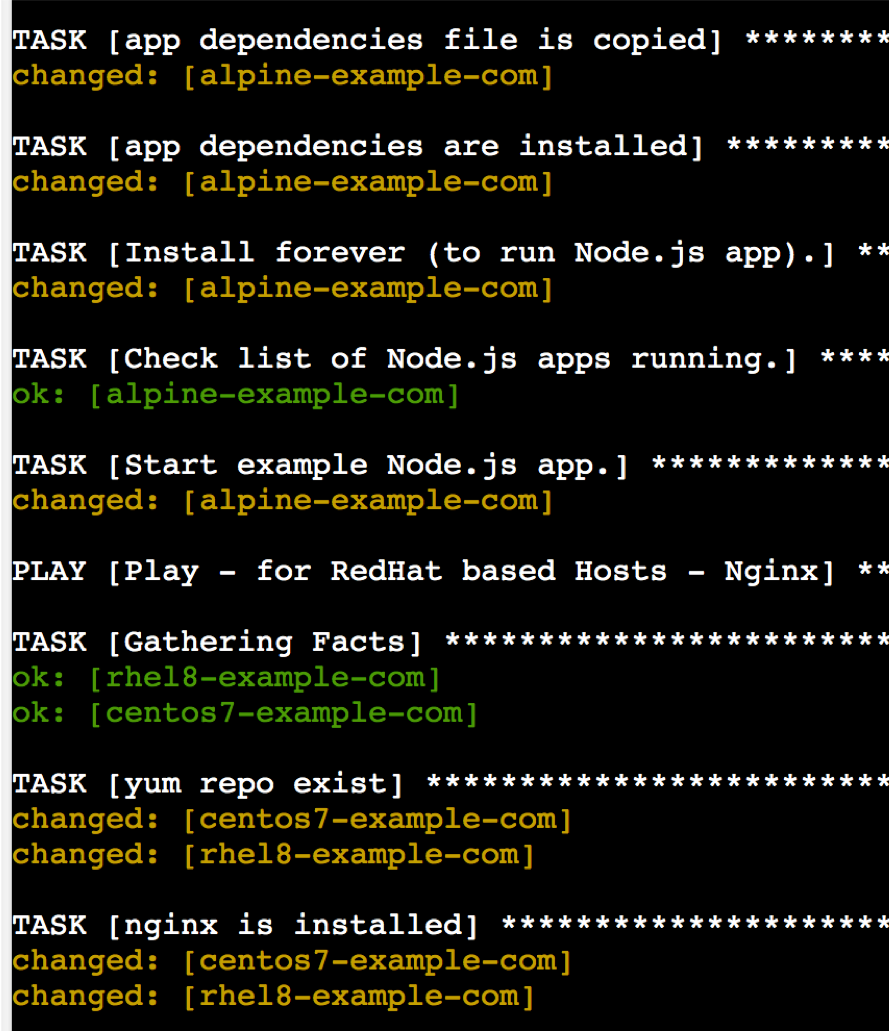 TASK [app dependencies file is copied] ********
changed: [alpine-example-com]
TASK [app dependencies are installed] *********
changed: [alpine-example-com]
TASK [Install forever (to run Node.js app).] **
changed: [alpine-example-com]
TASK [Check list of Node.js apps running.] ****
ok: [alpine-example-com]
TASK [Start example Node.js app.] *************
changed: [alpine-example-com]
PLAY [Play - for RedHat based Hosts - Nginx] **
TASK [Gathering Facts] ************************
ok: [rhel8-example-com]
ok: [centos7-example-com]
TASK [yum repo exist] *************************
changed: [centos7-example-com]
changed: [rhel8-example-com]
TASK [nginx is installed] *********************
changed: [centos7-example-com]
changed: [rhel8-example-com]